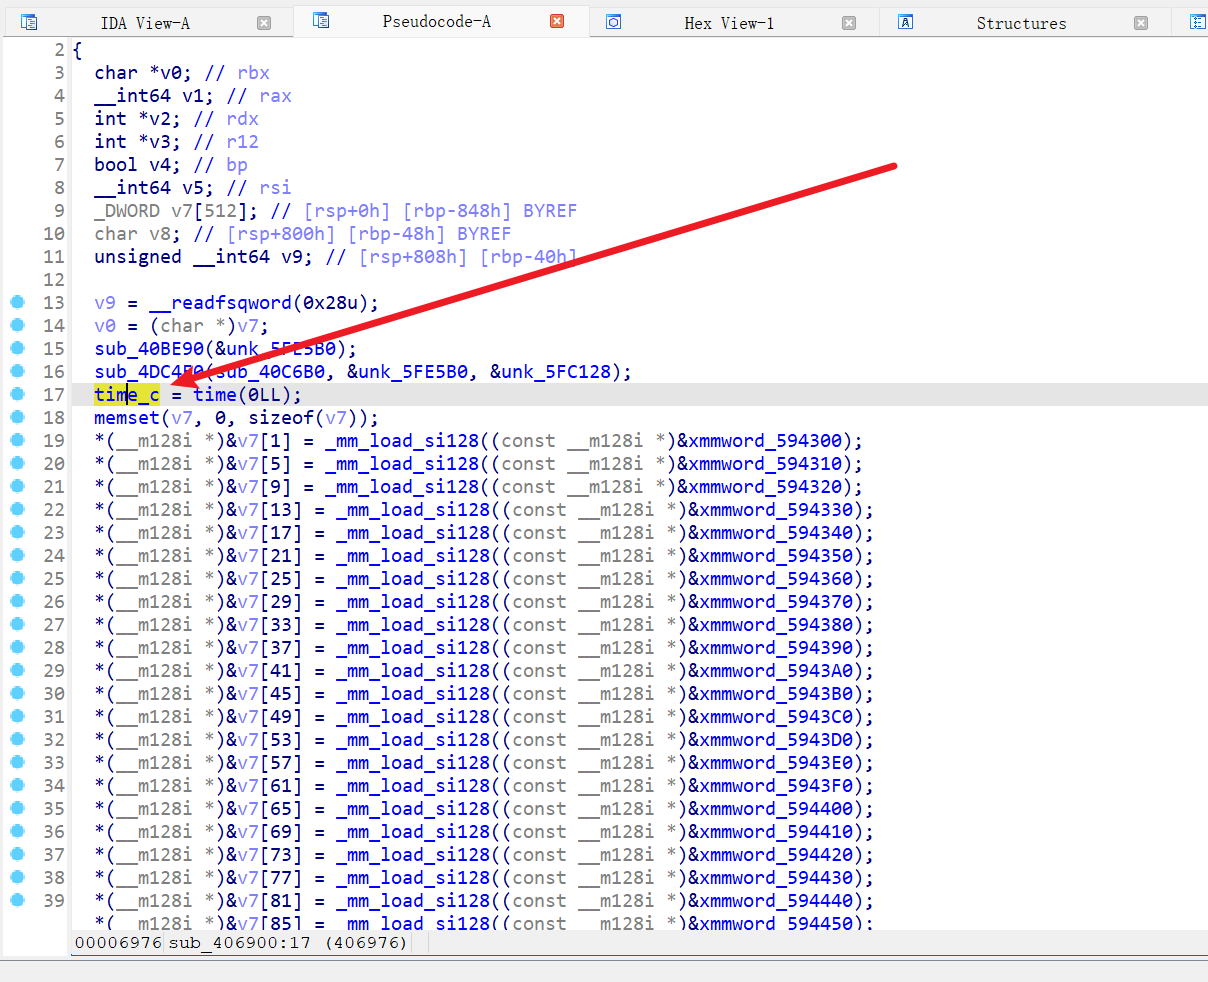 IDA View-A Pseudocode-A Hex View-1 Structures
2 {
3 char *v0; // rbx
4 __int64 v1; // rax
5 int *v2; // rdx
6 int *v3; // r12
7 bool v4; // bp
8 __int64 v5; // rsi
9 _DWORD v7[512]; // [rsp+0h] [rbp-848h] BYREF
10 char v8; // [rsp+800h] [rbp-48h] BYREF
11 unsigned __int64 v9; // [rsp+808h] [rbp-40h]
12
13 v9 = __readfsqword(0x28u);
14 v0 = (char *)v7;
15 sub_40BE90(&unk_5FE5B0);
16 sub_4DC4F0(sub_40C6B0, &unk_5FE5B0, &unk_5FC128);
17 time_c = time(0LL);
18 memset(v7, 0, sizeof(v7));
19 *(__m128i *)&v7[1] = _mm_load_si128((const __m128i *)&xmmword_594300);
20 *(__m128i *)&v7[5] = _mm_load_si128((const __m128i *)&xmmword_594310);
21 *(__m128i *)&v7[9] = _mm_load_si128((const __m128i *)&xmmword_594320);
22 *(__m128i *)&v7[13] = _mm_load_si128((const __m128i *)&xmmword_594330);
23 *(__m128i *)&v7[17] = _mm_load_si128((const __m128i *)&xmmword_594340);
24 *(__m128i *)&v7[21] = _mm_load_si128((const __m128i *)&xmmword_594350);
25 *(__m128i *)&v7[25] = _mm_load_si128((const __m128i *)&xmmword_594360);
26 *(__m128i *)&v7[29] = _mm_load_si128((const __m128i *)&xmmword_594370);
27 *(__m128i *)&v7[33] = _mm_load_si128((const __m128i *)&xmmword_594380);
28 *(__m128i *)&v7[37] = _mm_load_si128((const __m128i *)&xmmword_594390);
29 *(__m128i *)&v7[41] = _mm_load_si128((const __m128i *)&xmmword_5943A0);
30 *(__m128i *)&v7[45] = _mm_load_si128((const __m128i *)&xmmword_5943B0);
31 *(__m128i *)&v7[49] = _mm_load_si128((const __m128i *)&xmmword_5943C0);
32 *(__m128i *)&v7[53] = _mm_load_si128((const __m128i *)&xmmword_5943D0);
33 *(__m128i *)&v7[57] = _mm_load_si128((const __m128i *)&xmmword_5943E0);
34 *(__m128i *)&v7[61] = _mm_load_si128((const __m128i *)&xmmword_5943F0);
35 *(__m128i *)&v7[65] = _mm_load_si128((const __m128i *)&xmmword_594400);
36 *(__m128i *)&v7[69] = _mm_load_si128((const __m128i *)&xmmword_594410);
37 *(__m128i *)&v7[73] = _mm_load_si128((const __m128i *)&xmmword_594420);
38 *(__m128i *)&v7[77] = _mm_load_si128((const __m128i *)&xmmword_594430);
39 *(__m128i *)&v7[81] = _mm_load_si128((const __m128i *)&xmmword_594440);
*(__m128i *)&v7[85] = _mm_load_si128((const __m128i *)&xmmword_594450);
00006976 sub_406900:17 (406976)